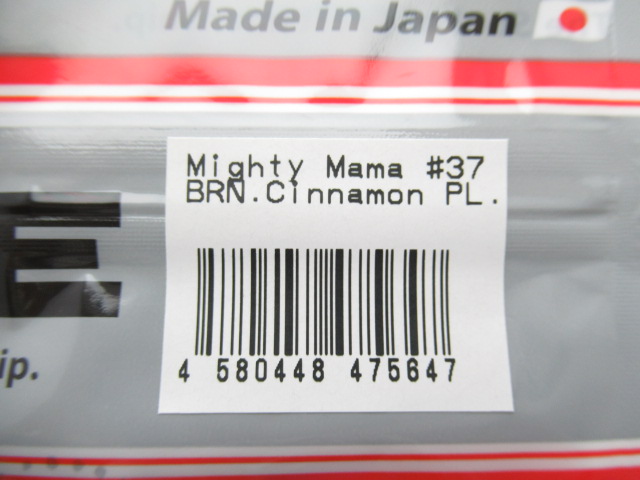 Made in Japan
Mighty Mama #37
BRN.Cinnamon PL.
E
ip.
4 580448 475647